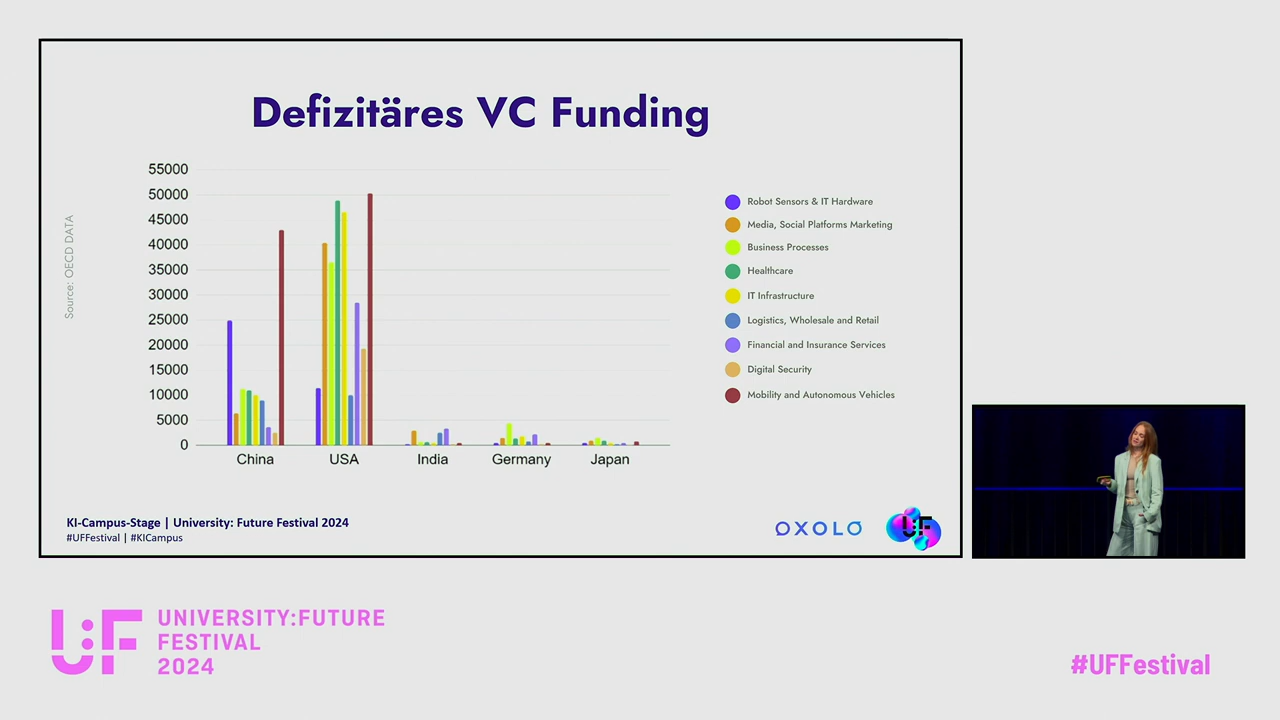 Defizitäres VC Funding
Source: OECD DATA
55000
50000
45000
40000
35000
30000
25000
20000
15000
10000
5000
0
China
USA
India
Germany
Japan
Robot Sensors & IT Hardware
Media, Social Platforms Marketing
Business Processes
Healthcare
IT Infrastructure
Logistics, Wholesale and Retail
Financial and Insurance Services
Digital Security
Mobility and Autonomous Vehicles
KI-Campus-Stage | University: Future Festival 2024
#UFFestival | #KICampus
OXOLO
U:F
U:F
UNIVERSITY:FUTURE
FESTIVAL
2024
#UFFestival